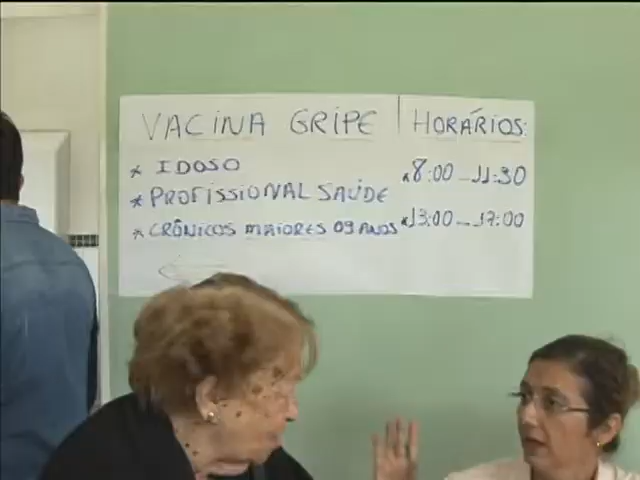 VACINA GRIPE
* IDOSO
* PROFISSIONAL SAÚDE
* CRÔNICOS MAIORES 09 ANOS
HORÁRIOS:
* 8:00 - 11:30
* 13:00 - 17:00